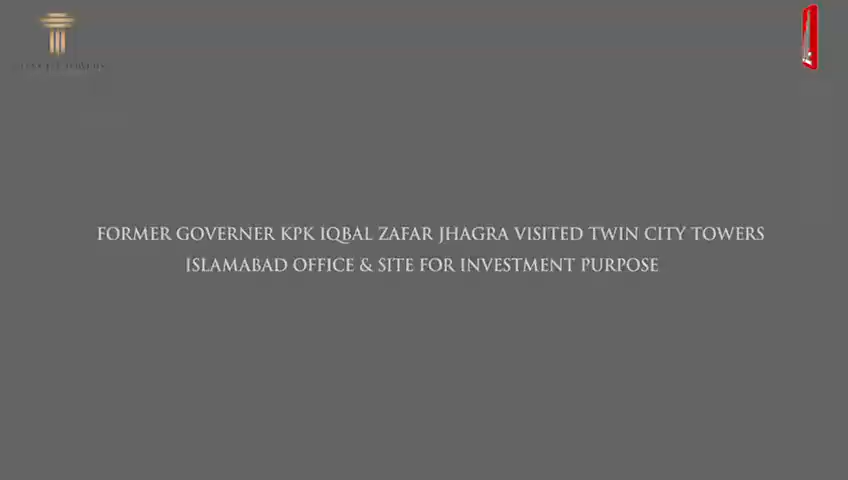 FORMER GOVERNER KPK IQBAL ZAFAR JHAGRA VISITED TWIN CITY TOWERS
ISLAMABAD OFFICE & SITE FOR INVESTMENT PURPOSE